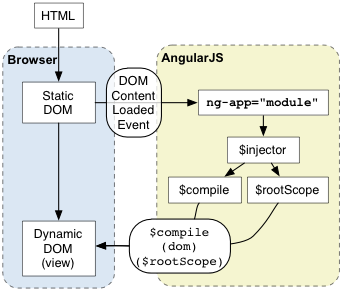 HTML
Browser
AngularJS
Static
DOM
DOM
Content
Loaded
Event
ng-app="module"
$injector
$compile
$rootScope
Dynamic
DOM
(view)
$compile
(dom)
($rootScope)